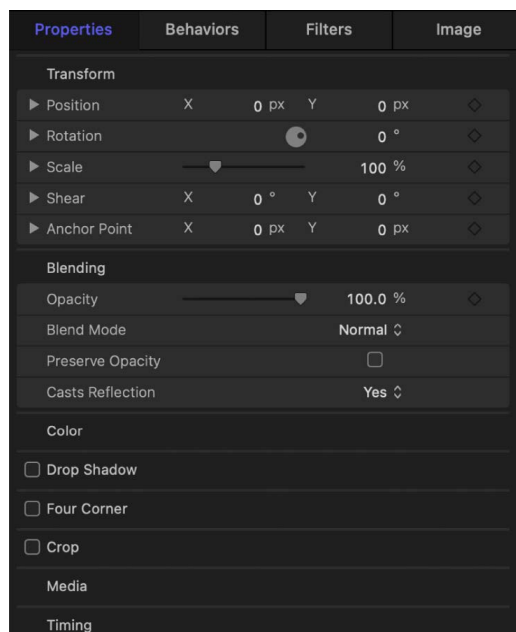 Properties Behaviors Filters Image
Transform
Position X 0 px Y 0 px
Rotation 0 °
Scale 100 %
Shear X 0 ° Y 0 °
Anchor Point X 0 px Y 0 px
Blending
Opacity 100.0 %
Blend Mode Normal
Preserve Opacity
Casts Reflection Yes
Color
Drop Shadow
Four Corner
Crop
Media
Timing